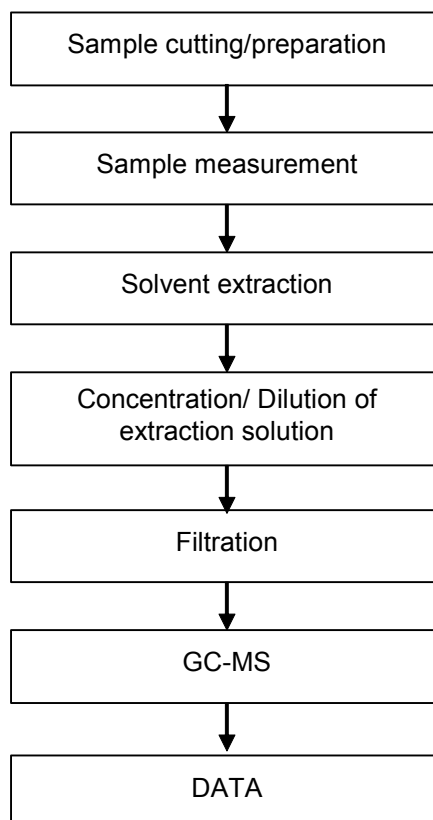 Sample cutting/preparation
Sample measurement
Solvent extraction
Concentration/ Dilution of
extraction solution
Filtration
GC-MS
DATA